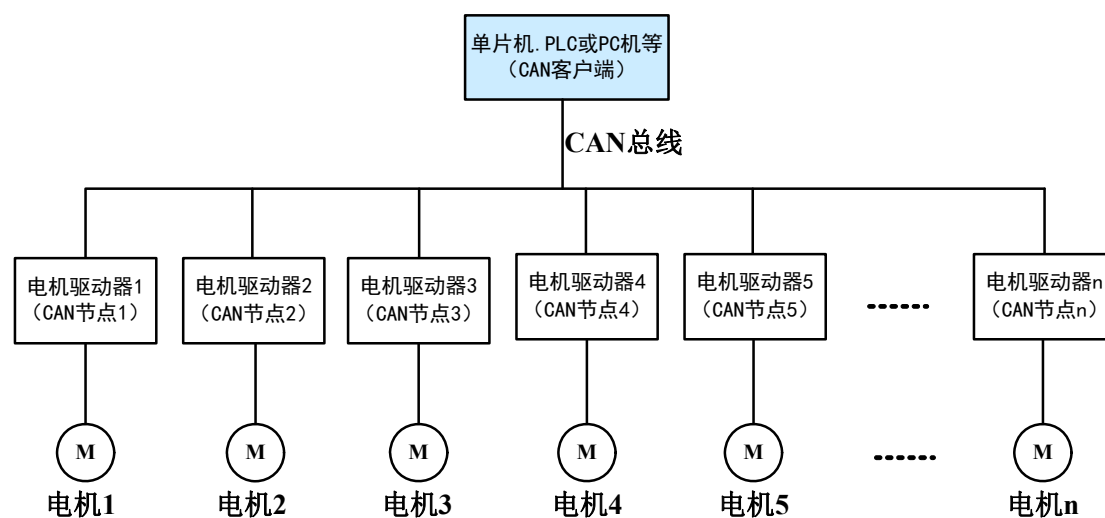 单片机.PLC或PC机等
（CAN客户端）
CAN总线
电机驱动器1
（CAN节点1）
电机驱动器2
（CAN节点2）
电机驱动器3
（CAN节点3）
电机驱动器4
（CAN节点4）
电机驱动器5
（CAN节点5）
电机驱动器n
（CAN节点n）
M
M
M
M
M
M
电机1
电机2
电机3
电机4
电机5
电机n